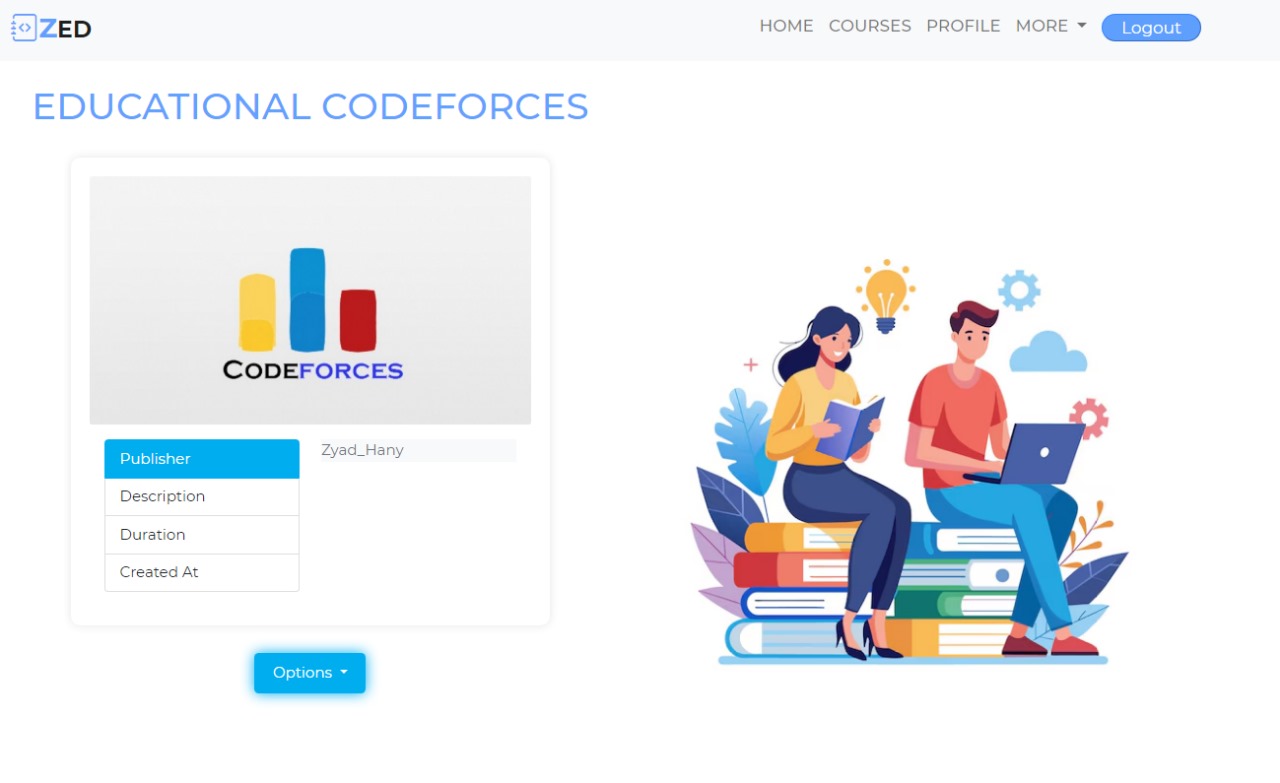 ZED
HOME COURSES PROFILE MORE Logout
EDUCATIONAL CODEFORCES
CODEFORCES
Publisher
Zyad_Hany
Description
Duration
Created At
Options